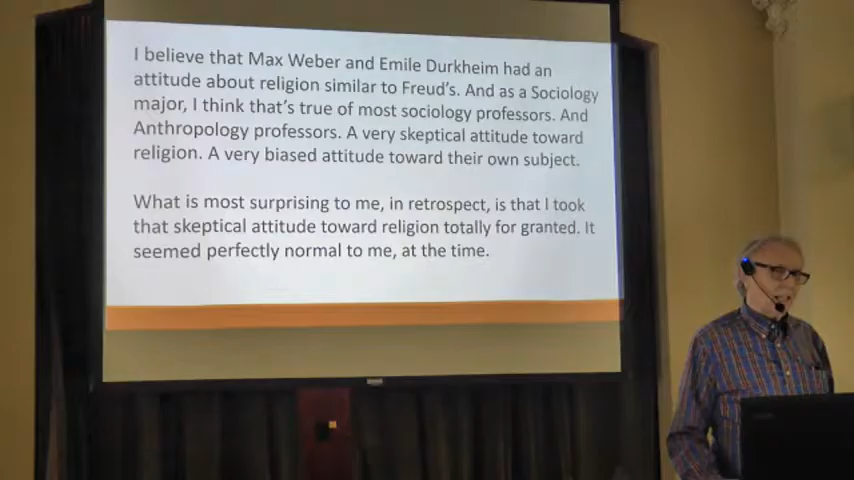 I believe that Max Weber and Emile Durkheim had an
attitude about religion similar to Freud's. And as a Sociology
major, I think that's true of most sociology professors. And
Anthropology professors. A very skeptical attitude toward
religion. A very biased attitude toward their own subject.
What is most surprising to me, in retrospect, is that I took
that skeptical attitude toward religion totally for granted. It
seemed perfectly normal to me, at the time.